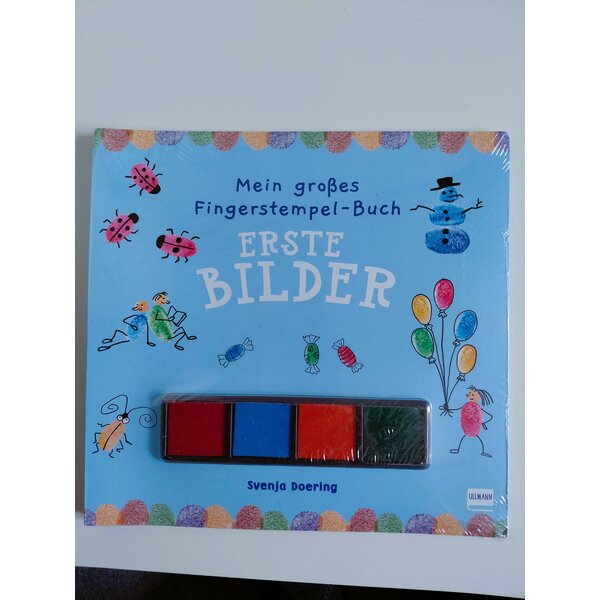 Mein großes
Fingerstempel-Buch
ERSTE
BILDER
Svenja Doering
ULLMANN